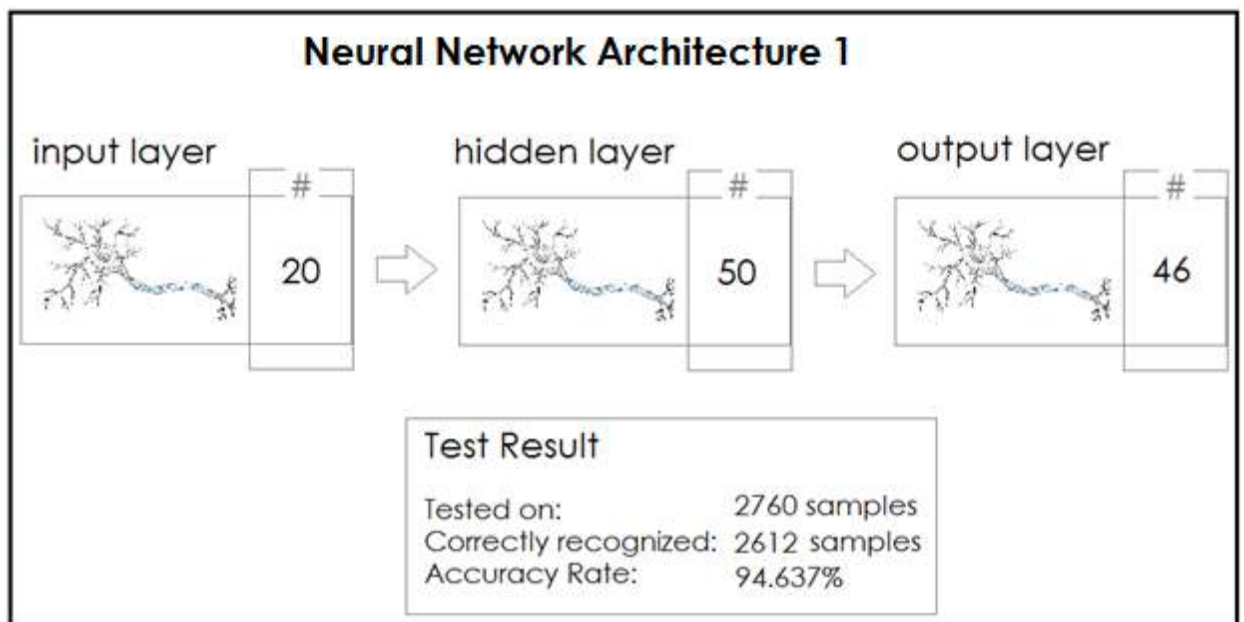 Neural Network Architecture 1
input layer
hidden layer
output layer
#
#
#
20
50
46
Test Result
Tested on: 2760 samples
Correctly recognized: 2612 samples
Accuracy Rate: 94.637%